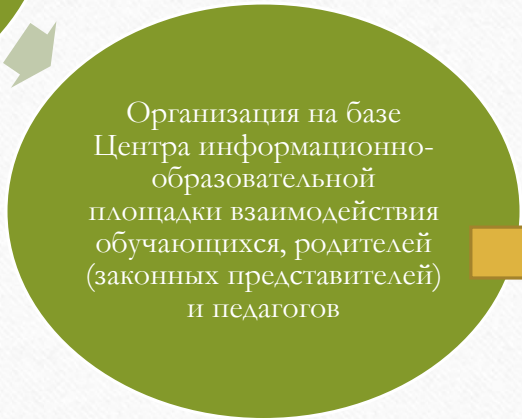 Организация на базе
Центра информационно-
образовательной
площадки взаимодействия
обучающихся, родителей
(законных представителей)
и педагогов